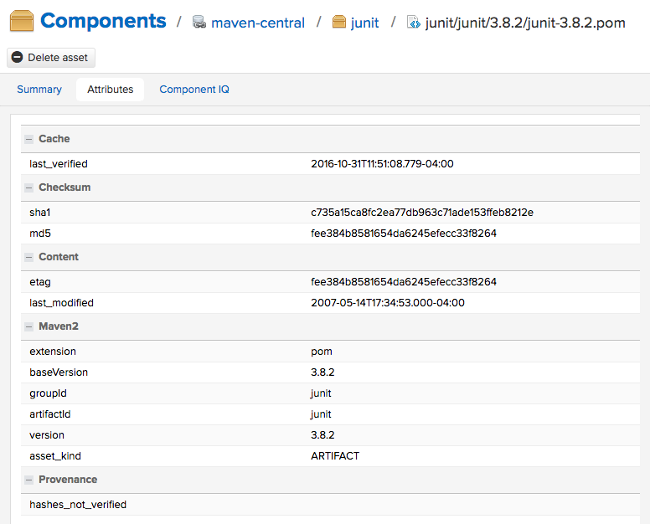 Components / maven-central / junit / junit/junit/3.8.2/junit-3.8.2.pom
Delete asset
Summary Attributes Component IQ
Cache
last_verified 2016-10-31T11:51:08.779-04:00
Checksum
sha1 c735a15ca8fc2ea77db963c71ade153ffeb8212e
md5 fee384b8581654da6245efecc33f8264
Content
etag fee384b8581654da6245efecc33f8264
last_modified 2007-05-14T17:34:53.000-04:00
Maven2
extension pom
baseVersion 3.8.2
groupId junit
artifactId junit
version 3.8.2
asset_kind ARTIFACT
Provenance
hashes_not_verified